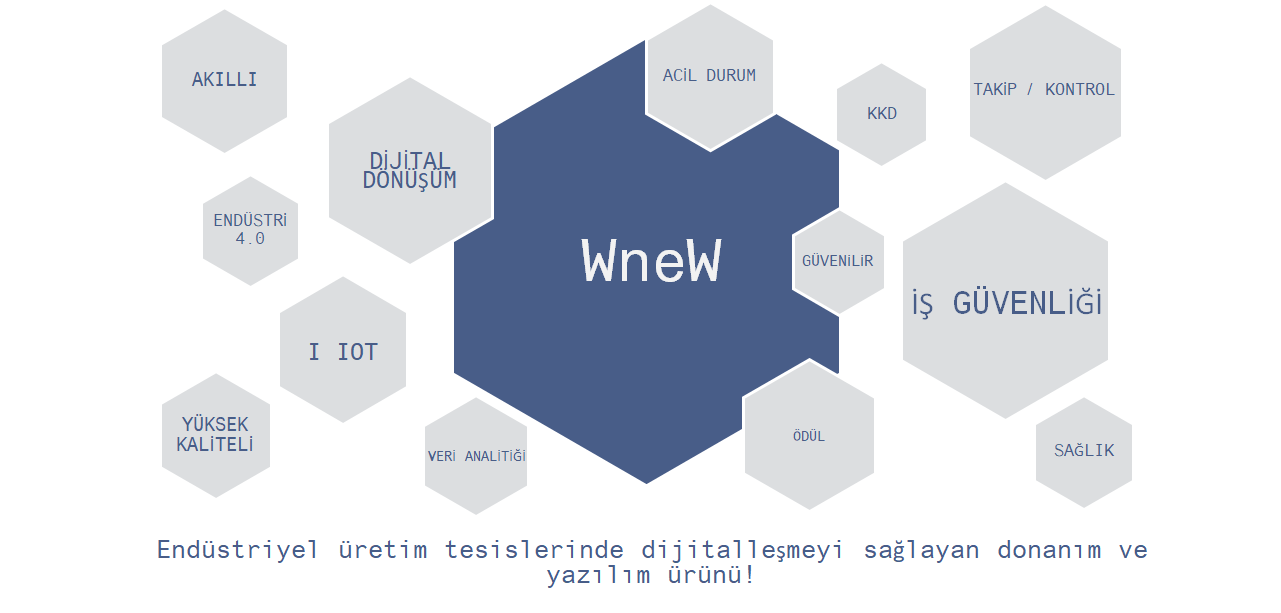 AKILLI
DİJİTAL
DÖNÜŞÜM
ENDÜSTRİ
4.0
I IOT
YÜKSEK
KALİTELİ
VERİ ANALİTİĞİ
WneW
ACİL DURUM
KKD
TAKİP / KONTROL
GÜVENİLİR
İŞ GÜVENLİĞİ
ÖDÜL
SAĞLIK
Endüstriyel üretim tesislerinde dijitalleşmeyi sağlayan donanım ve
yazılım ürünü!